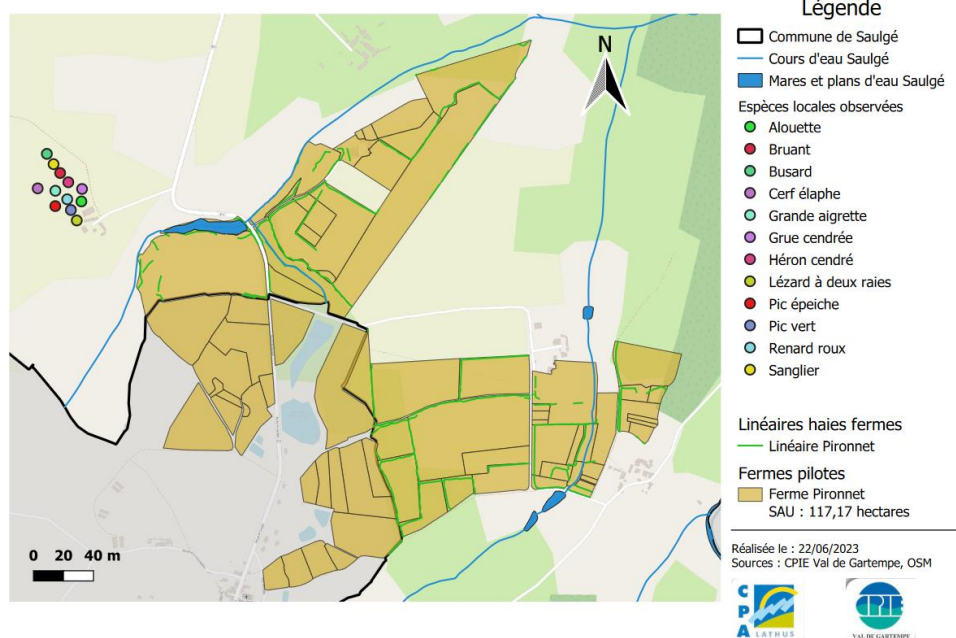 Légende
Commune de Saulgé
Cours d'eau Saulgé
Mares et plans d'eau Saulgé
Espèces locales observées
Alouette
Bruant
Busard
Cerf élaphe
Grande aigrette
Grue cendrée
Héron cendré
Lézard à deux raies
Pic épeiche
Pic vert
Renard roux
Sanglier
Linéaires haies fermes
Linéaire Pironnet
Fermes pilotes
Ferme Pironnet
SAU : 117,17 hectares
Réalisée le : 22/06/2023
Sources : CPIE Val de Gartempe, OSM
CPA LATHUS
CPIE
VAL DE GARTEMPE
N
0 20 40 m